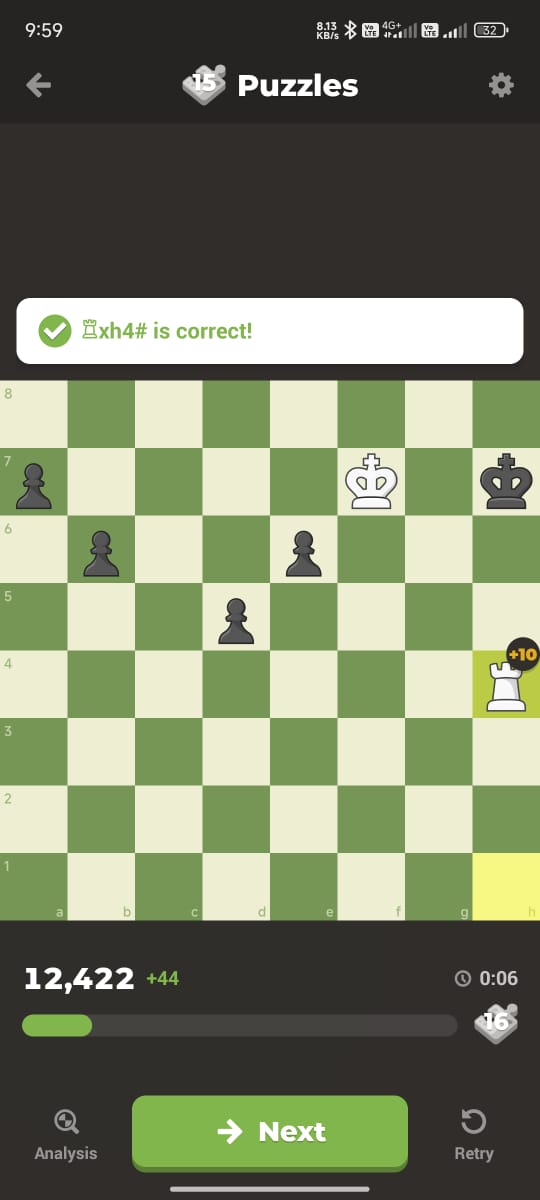 9:59
8.13 KB/s Vo LTE 4G+ Vo LTE 32
15 Puzzles
♖xh4# is correct!
8
7
6
5
4
+10
3
2
1
a b c d e f g h
12,422 +44
0:06
16
Analysis
Next
Retry